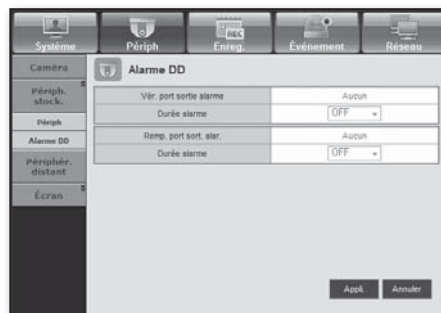 REC
Système Périph Enreg. Événement Réseau
Caméra
Périph. stock.
Périph
Alarme DD
Périphér. distant
Écran
Alarme DD
Vér. port sortie alarme Aucun
Durée alarme OFF
Remp. port sort. alar. Aucun
Durée alarme OFF
Appli. Annuler